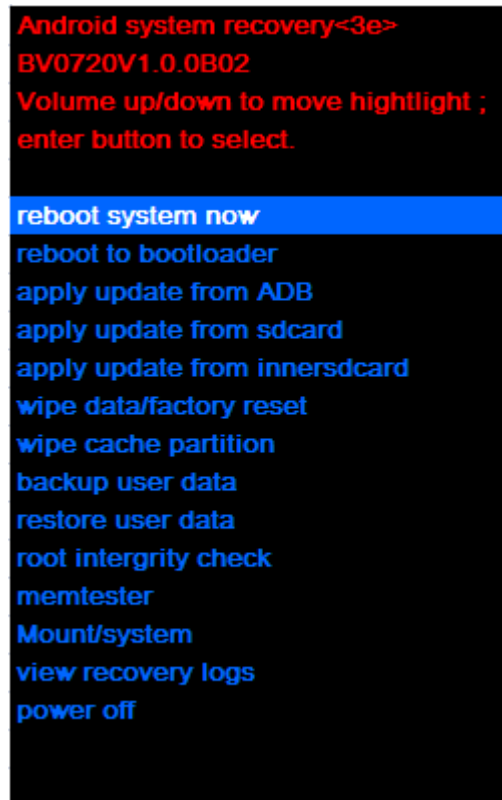 Android system recovery<3e>
BV0720V1.0.0B02
Volume up/down to move hightlight ;
enter button to select.
reboot system now
reboot to bootloader
apply update from ADB
apply update from sdcard
apply update from innersdcard
wipe data/factory reset
wipe cache partition
backup user data
restore user data
root intergrity check
memtester
Mount/system
view recovery logs
power off